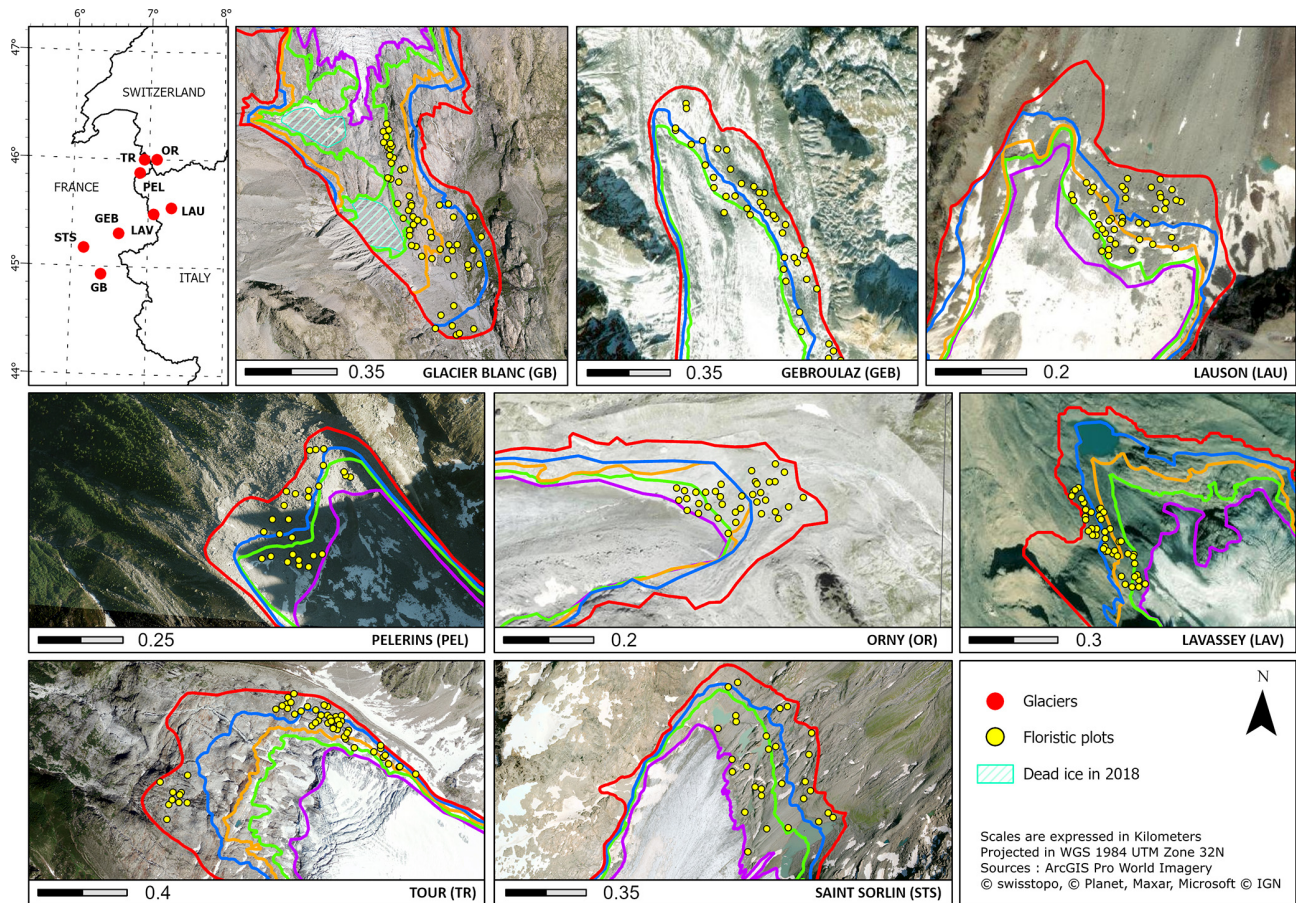 6° 7° 8°
47°
SWITZERLAND
46°
TR OR
PEL
FRANCE
LAU
GEB
LAV
STS
45°
ITALY
GB
44°
0.35 GLACIER BLANC (GB)
0.35 GEBROULAZ (GEB)
0.2 LAUSON (LAU)
0.25 PELERINS (PEL)
0.2 ORNY (OR)
0.3 LAVASSEY (LAV)
0.4 TOUR (TR)
0.35 SAINT SORLIN (STS)
N
Glaciers
Floristic plots
Dead ice in 2018
Scales are expressed in Kilometers
Projected in WGS 1984 UTM Zone 32N
Sources : ArcGIS Pro World Imagery
© swisstopo, © Planet, Maxar, Microsoft © IGN